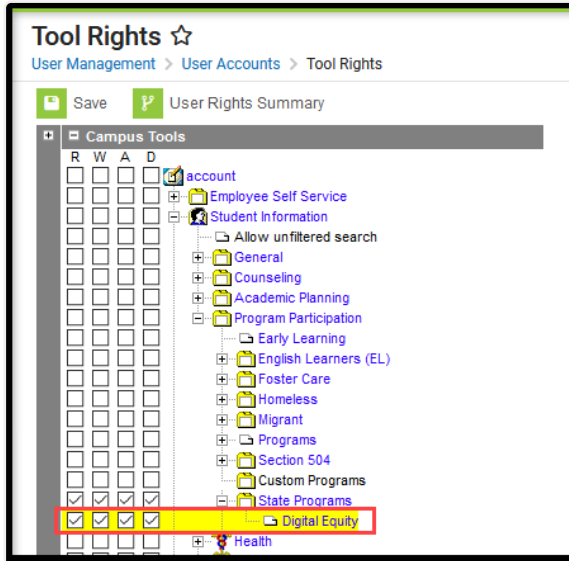 Tool Rights
User Management > User Accounts > Tool Rights
Save User Rights Summary
Campus Tools
R W A D
account
Employee Self Service
Student Information
Allow unfiltered search
General
Counseling
Academic Planning
Program Participation
Early Learning
English Learners (EL)
Foster Care
Homeless
Migrant
Programs
Section 504
Custom Programs
State Programs
Digital Equity
Health